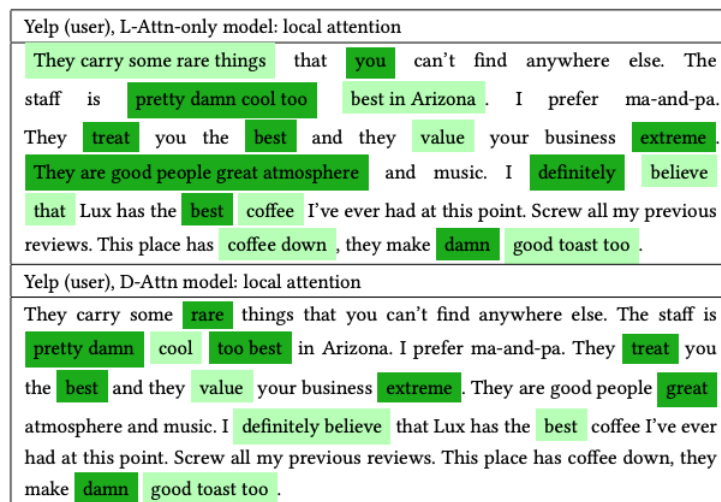 Yelp (user), L-Attn-only model: local attention
They carry some rare things that you can't find anywhere else. The
staff is pretty damn cool too best in Arizona . I prefer ma-and-pa.
They treat you the best and they value your business extreme .
They are good people great atmosphere and music. I definitely believe
that Lux has the best coffee I've ever had at this point. Screw all my previous
reviews. This place has coffee down , they make damn good toast too .
Yelp (user), D-Attn model: local attention
They carry some rare things that you can't find anywhere else. The staff is
pretty damn cool too best in Arizona. I prefer ma-and-pa. They treat you
the best and they value your business extreme . They are good people great
atmosphere and music. I definitely believe that Lux has the best coffee I've ever
had at this point. Screw all my previous reviews. This place has coffee down, they
make damn good toast too .